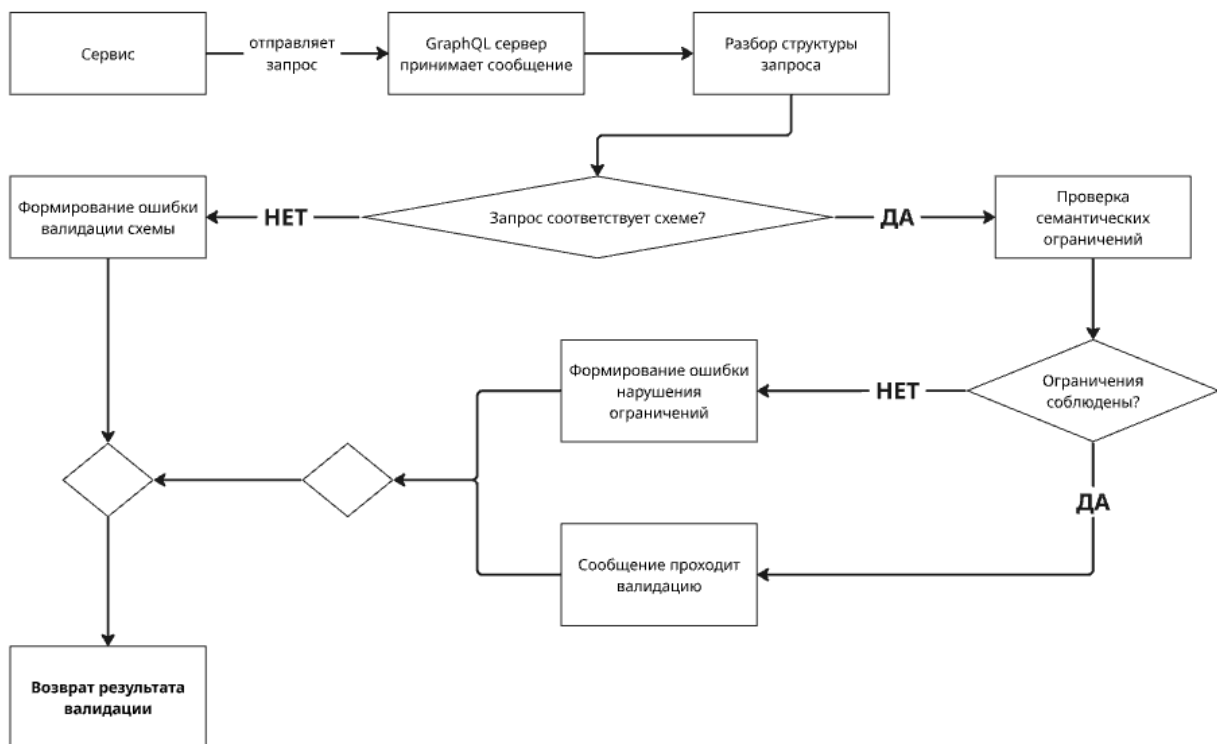 Сервис
отправляет
запрос
GraphQL сервер
принимает сообщение
Разбор структуры
запроса
Формирование ошибки
валидации схемы
НЕТ
Запрос соответствует схеме?
ДА
Проверка
семантических
ограничений
Формирование ошибки
нарушения
ограничений
НЕТ
Ограничения
соблюдены?
ДА
Сообщение проходит
валидацию
Возврат результата
валидации